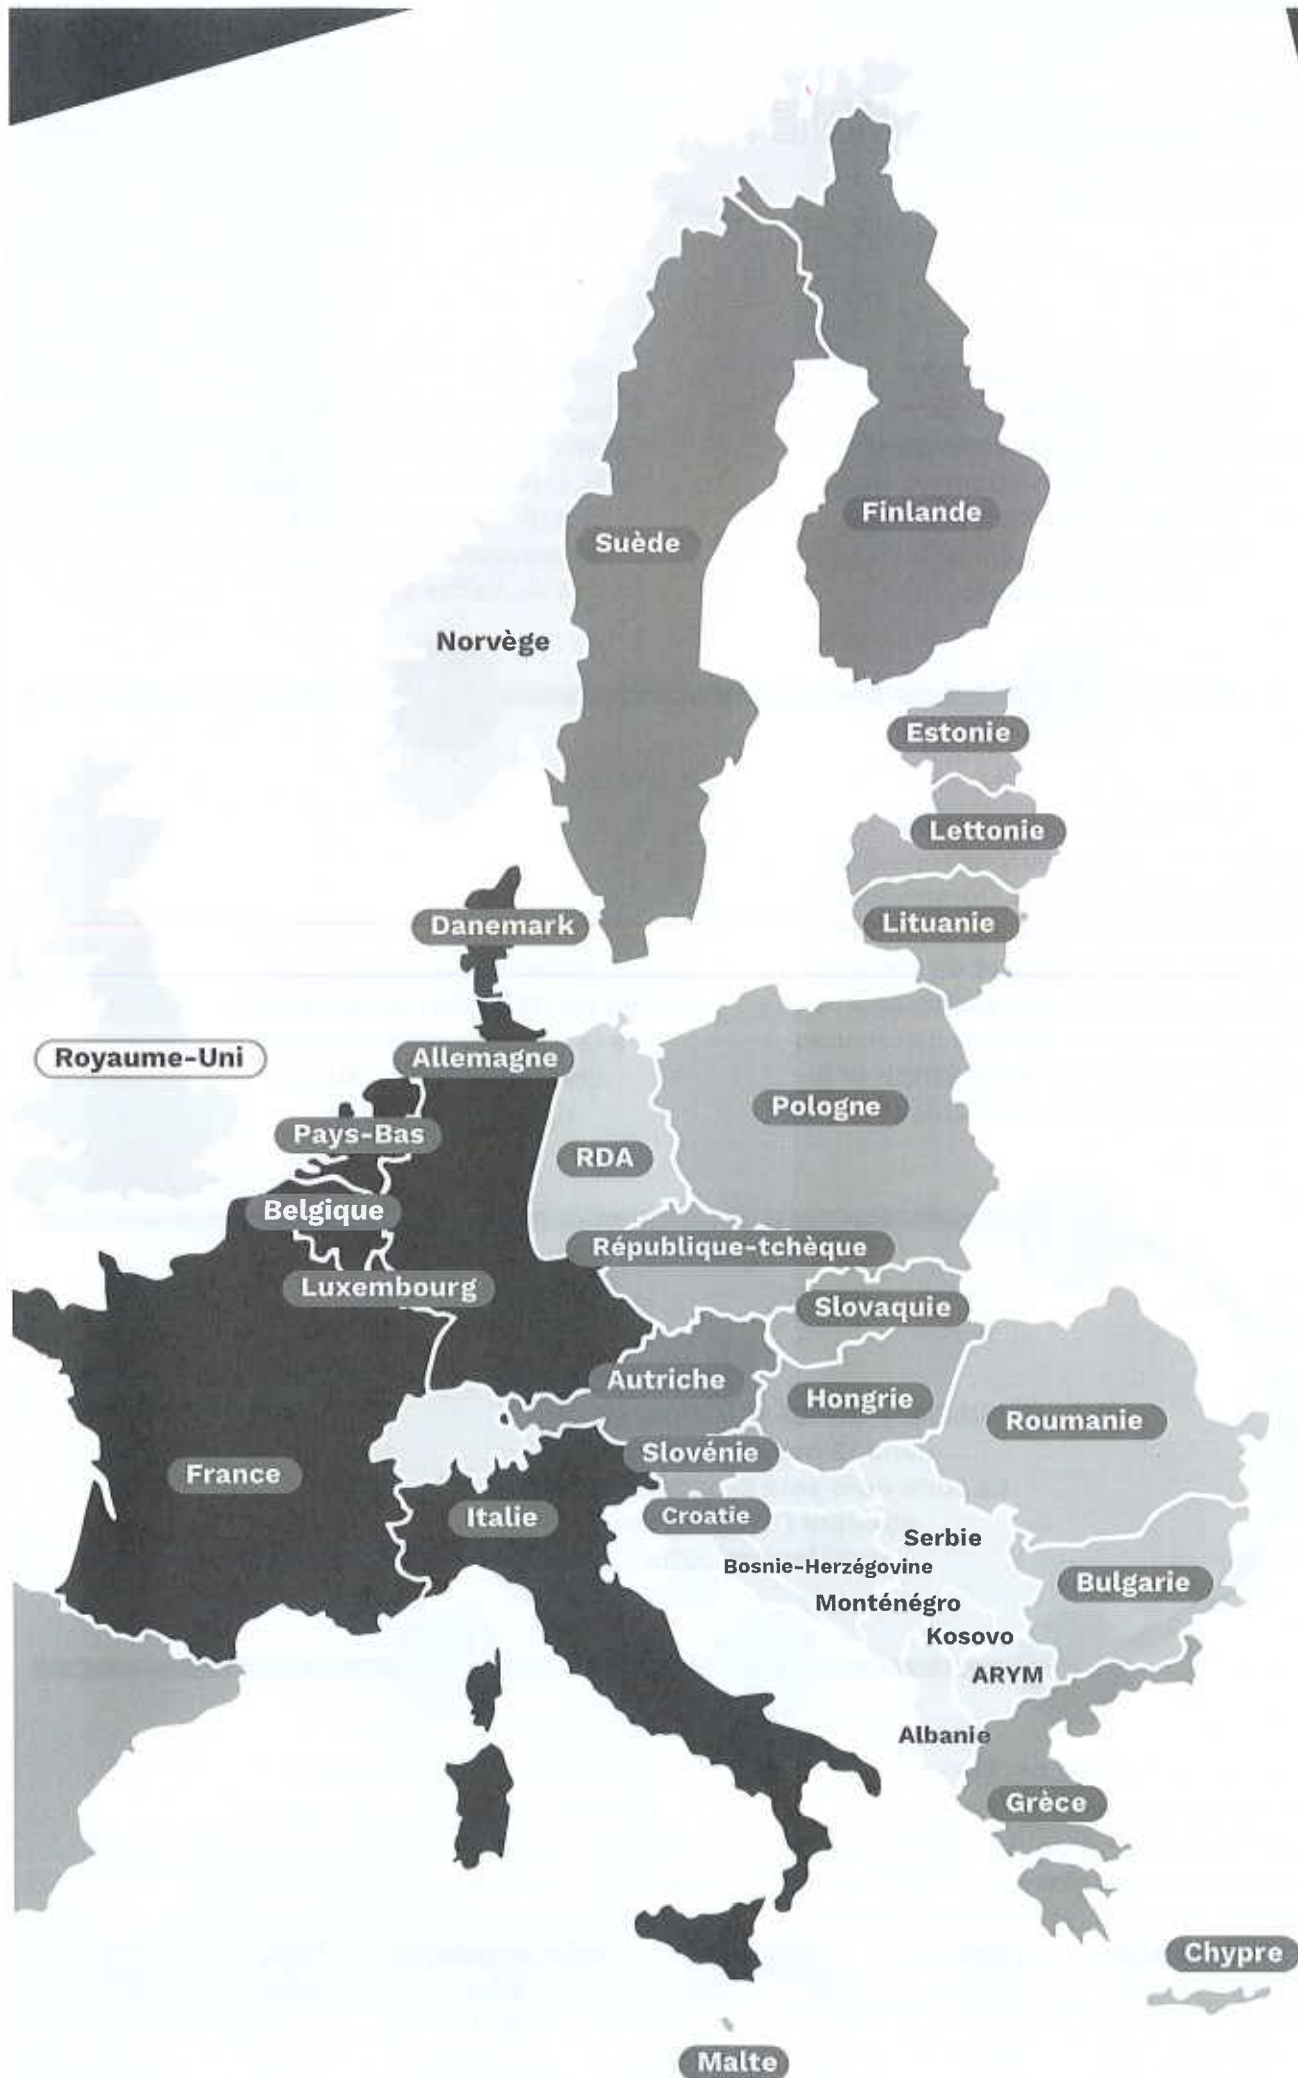 Finlande
Suède
Norvège
Estonie
Lettonie
Lituanie
Danemark
Royaume-Uni
Allemagne
Pologne
Pays-Bas
RDA
Belgique
République-tchèque
Luxembourg
Slovaquie
Autriche
Hongrie
Roumanie
Slovénie
France
Italie
Croatie
Serbie
Bosnie-Herzégovine
Bulgarie
Monténégro
Kosovo
ARYM
Albanie
Grèce
Chypre
Malte